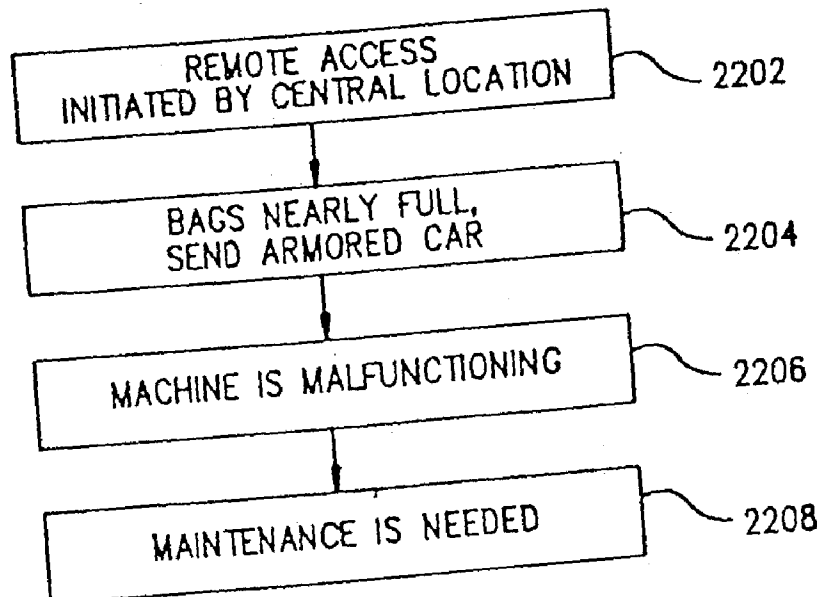 REMOTE ACCESS
INITIATED BY CENTRAL LOCATION
2202
BAGS NEARLY FULL,
SEND ARMORED CAR
2204
MACHINE IS MALFUNCTIONING
2206
MAINTENANCE IS NEEDED
2208